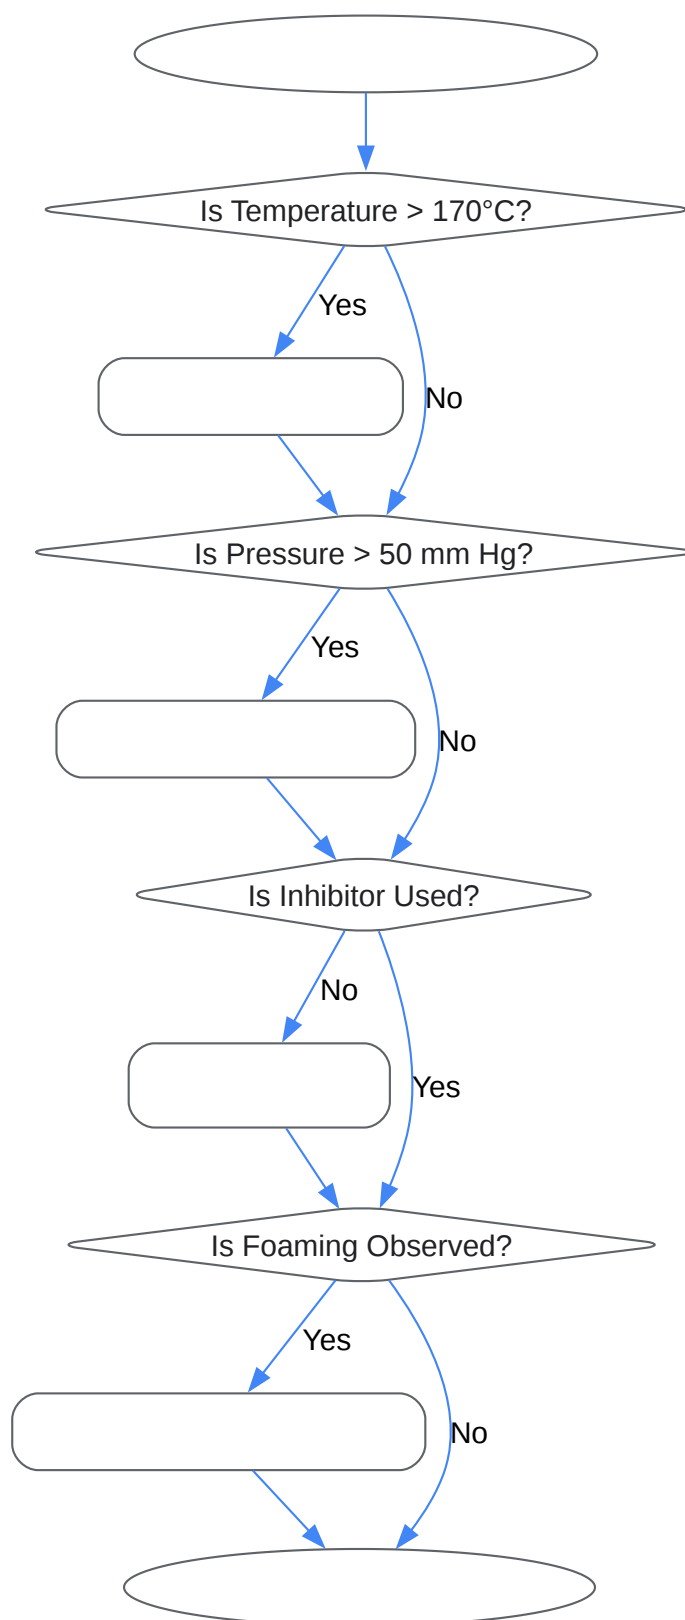 Is Temperature > 170°C?
Yes
No
Is Pressure > 50 mm Hg?
Yes
No
Is Inhibitor Used?
No
Yes
Is Foaming Observed?
Yes
No